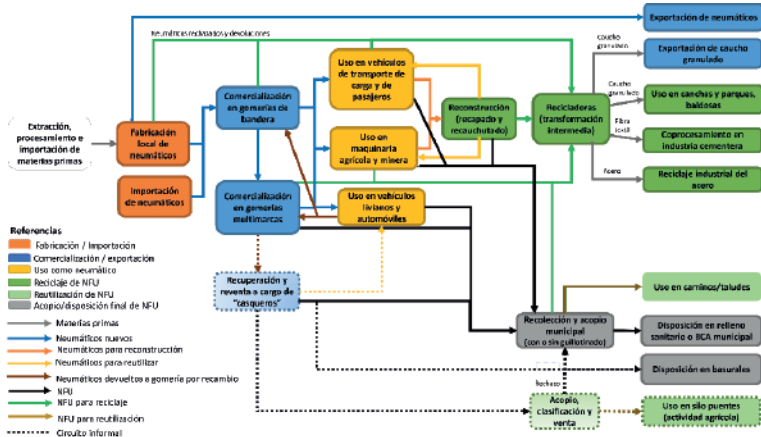 Neumáticos rechazados y devoluciones
Exportación de neumáticos
Caucho
granulado
Exportación de caucho
granulado
Uso en vehículos
de transporte de
carga y de
pasajeros
Comercialización
en gomerías de
bandera
Reconstrucción
(recapado y
recauchutado)
Recicladoras
(transformación
intermedia)
Caucho
granulado
Uso en canchas y parques,
baldosas
Fibra
textil
Coprocesamiento en
industria cementera
Acero
Reciclaje industrial del
acero
Extracción,
procesamiento e
importación de
materias primas
Fabricación
local de
neumáticos
Importación
de neumáticos
Uso en
maquinaria
agrícola y minera
Comercialización
en gomerías
multimarcas
Uso en vehículos
livianos y
automóviles
Recuperación y
reventa a cargo de
"casqueros"
Uso en caminos/taludes
Recolección y acopio
municipal
(con o sin guillotinado)
Disposición en relleno
sanitario o BCA municipal
Disposición en basurales
Rechazo
Acopio,
clasificación y
venta
Uso en silo puentes
(actividad agrícola)
Referencias
Fabricación / Importación
Comercialización / exportación
Uso como neumático
Reciclaje de NFU
Reutilización de NFU
Acopio/disposición final de NFU
Materias primas
Neumáticos nuevos
Neumáticos para reconstrucción
Neumáticos para reutilizar
Neumáticos devueltos a gomería por recambio
NFU
NFU para reciclaje
NFU para reutilización
Circuito informal